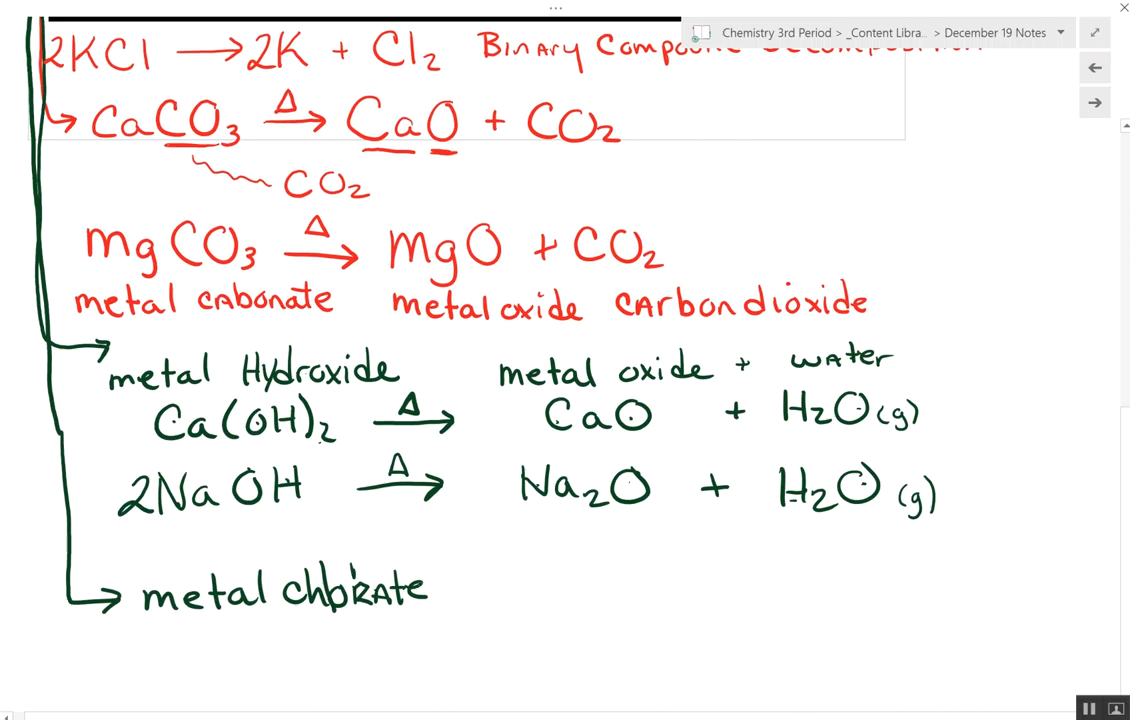 Chemistry 3rd Period > _Content Libra... > December 19 Notes
2KCl → 2K + Cl₂ Binary
CaCO₃ Δ→ CaO + CO₂
CO₂
MgCO₃ Δ→ MgO + CO₂
metal cabonate metal oxide carbon dioxide
metal Hydroxide metal oxide + water
Ca(OH)₂ Δ→ CaO + H₂O(g)
2NaOH Δ→ Na₂O + H₂O(g)
→ metal chlorate